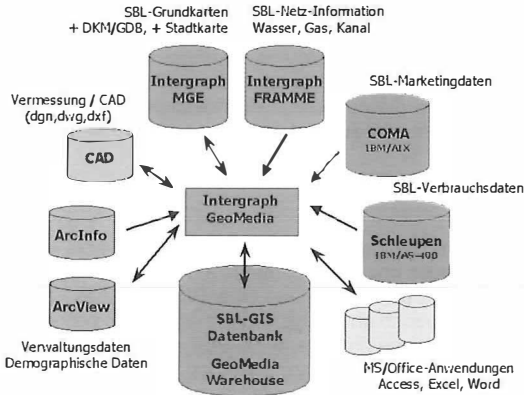 SBL-Grundkarten
+ DKM/GDB, + Stadtkarte
SBL-Netz-Information
Wasser, Gas, Kanal
Intergraph
MGE
Intergraph
FRAMME
SBL-Marketingdaten
COMA
IBM/AIX
Vermessung / CAD
(dgn,dwg,dxf)
CAD
Intergraph
GeoMedia
SBL-Verbrauchsdaten
Schleupen
IBM/AS-400
ArcInfo
ArcView
Verwaltungsdaten
Demographische Daten
SBL-GIS
Datenbank
GeoMedia
Warehouse
MS/Office-Anwendungen
Access, Excel, Word